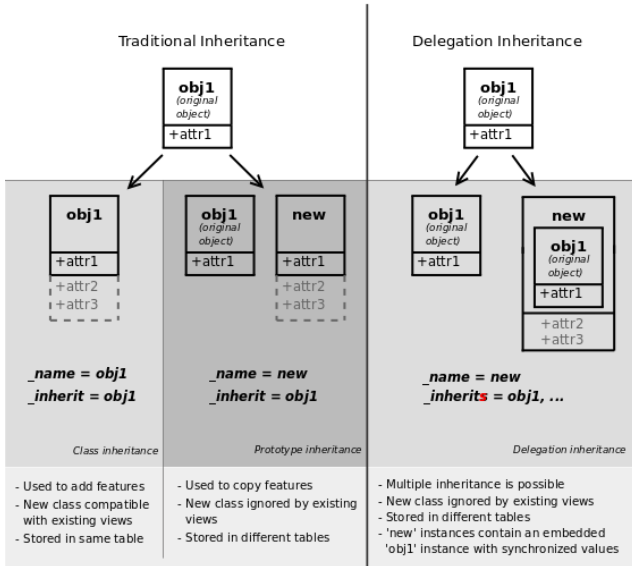 Traditional Inheritance
Delegation Inheritance
obj1
(original
object)
+attr1
obj1
(original
object)
+attr1
obj1
+attr1
+attr2
+attr3
obj1
(original
object)
+attr1
new
+attr1
+attr2
+attr3
obj1
(original
object)
+attr1
new
obj1
(original
object)
+attr1
+attr2
+attr3
_name = obj1
_inherit = obj1
_name = new
_inherit = obj1
_name = new
_inherits = obj1, ...
Class inheritance
Prototype inheritance
Delegation inheritance
- Used to add features
- New class compatible
with existing views
- Stored in same table
- Used to copy features
- New class ignored by existing
views
- Stored in different tables
- Multiple inheritance is possible
- New class ignored by existing views
- Stored in different tables
- 'new' instances contain an embedded
'obj1' instance with synchronized values